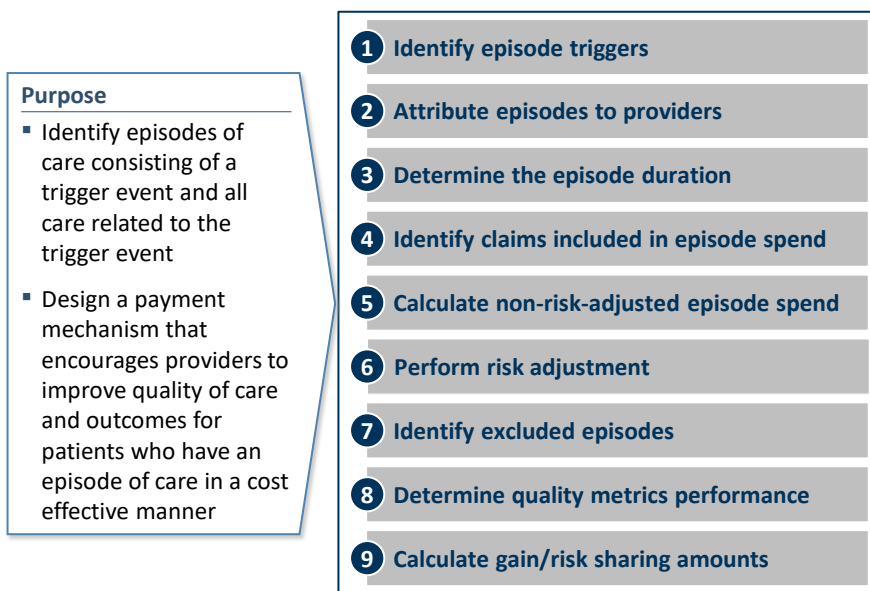 Purpose
▪ Identify episodes of
care consisting of a
trigger event and all
care related to the
trigger event
▪ Design a payment
mechanism that
encourages providers to
improve quality of care
and outcomes for
patients who have an
episode of care in a cost
effective manner
1 Identify episode triggers
2 Attribute episodes to providers
3 Determine the episode duration
4 Identify claims included in episode spend
5 Calculate non-risk-adjusted episode spend
6 Perform risk adjustment
7 Identify excluded episodes
8 Determine quality metrics performance
9 Calculate gain/risk sharing amounts